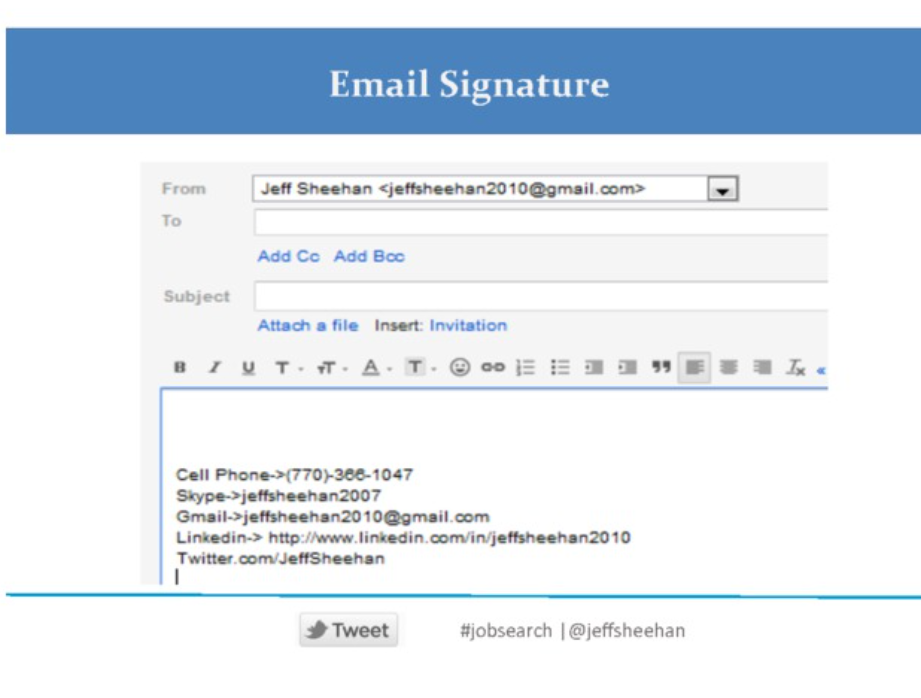 Email Signature
From Jeff Sheehan <jeffsheehan2010@gmail.com>
To
Add Cc Add Bcc
Subject
Attach a file Insert: Invitation
B I U T T A T T
Cell Phone->(770)-366-1047
Skype->jeffsheehan2007
Gmail->jeffsheehan2010@gmail.com
Linkedin-> http://www.linkedin.com/in/jeffsheehan2010
Twitter.com/JeffSheehan
Tweet #jobsearch |@jeffsheehan